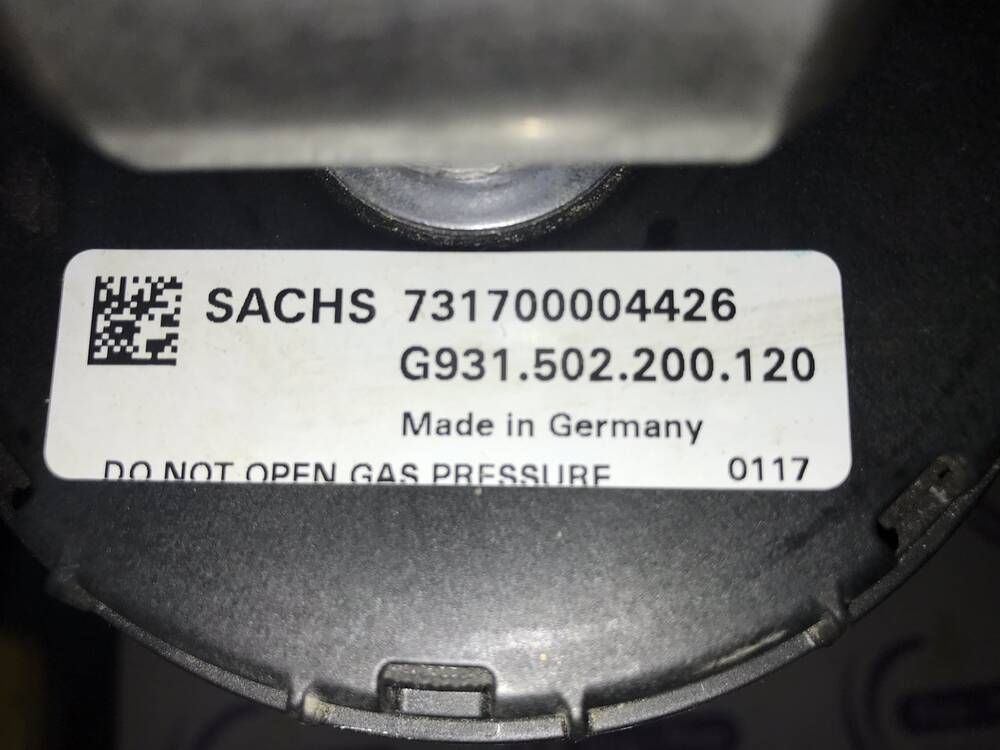 SACHS 731700004426
G931.502.200.120
Made in Germany
DO NOT OPEN GAS PRESSURE 0117